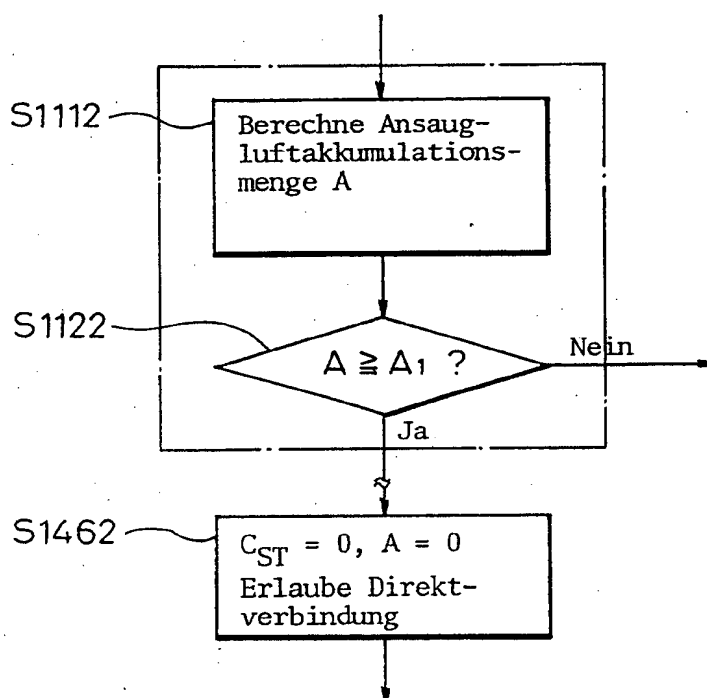 S1112
Berechne Ansaug-
luftakkumulations-
menge A
S1122
A ≧ A₁ ?
Nein
Ja
S1462
C_ST = 0, A = 0
Erlaube Direkt-
verbindung